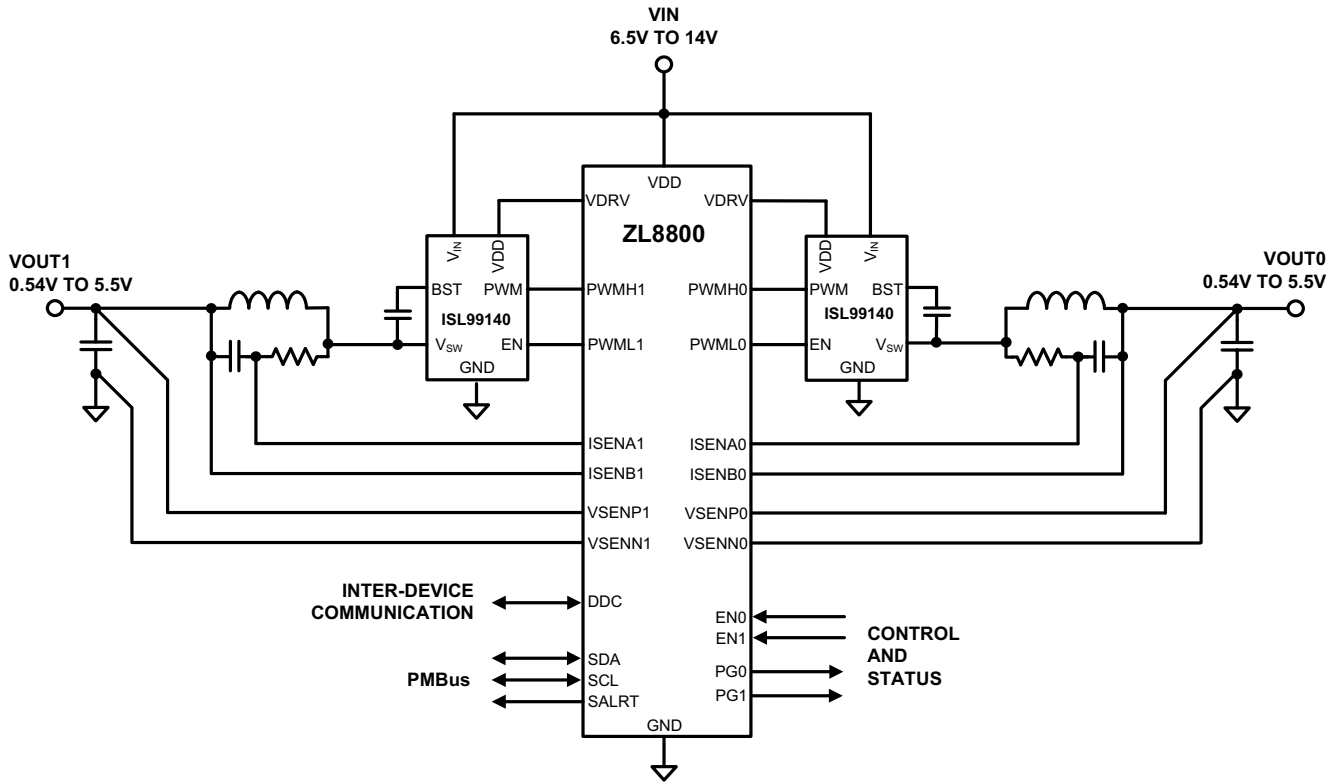 VIN
6.5V TO 14V
VDD
VDRV
VDRV
ZL8800
VOUT1
0.54V TO 5.5V
VIN
VDD
BST
PWM
ISL99140
VSW
EN
GND
PWMH1
PWML1
PWMH0
PWML0
VDD
VIN
PWM
BST
ISL99140
EN
VSW
GND
VOUT0
0.54V TO 5.5V
ISENA1
ISENA0
ISENB1
ISENB0
VSENP1
VSENP0
VSENN1
VSENN0
INTER-DEVICE
COMMUNICATION
DDC
EN0
EN1
CONTROL
AND
STATUS
PMBus
SDA
SCL
SALRT
PG0
PG1
GND